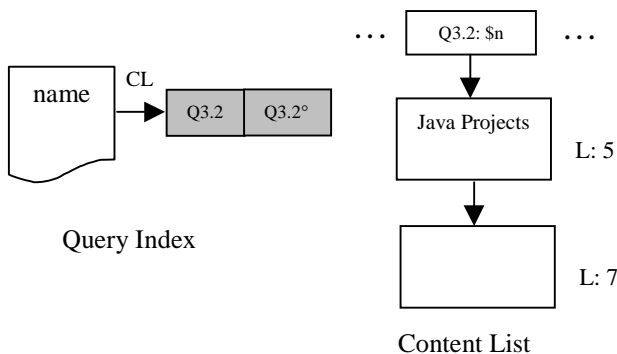 … Q3.2: $n …
name CL Q3.2 Q3.2°
Java Projects
L: 5
Query Index
L: 7
Content List